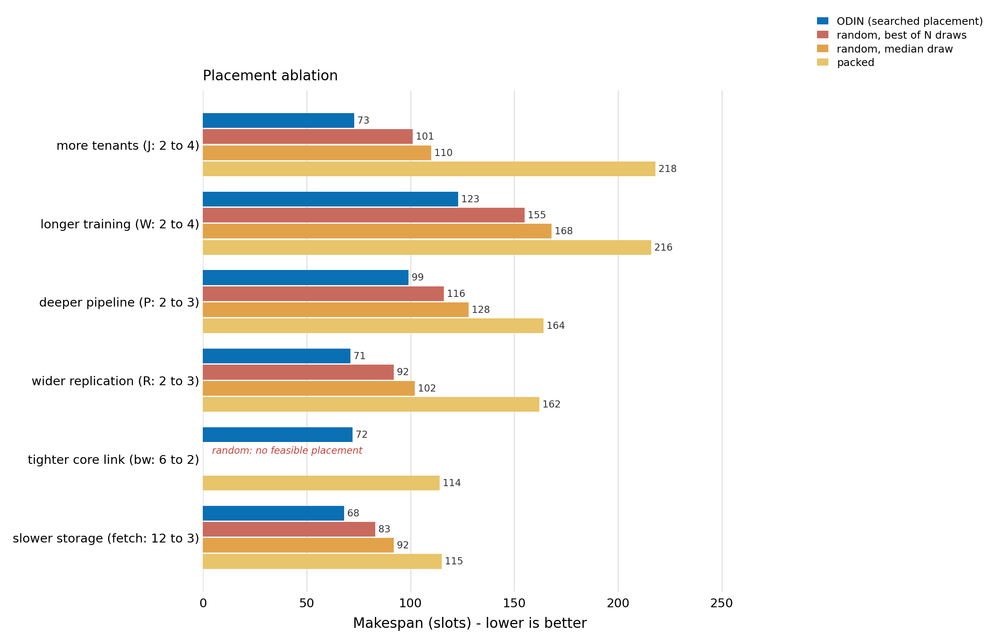 ODIN (searched placement)
random, best of N draws
random, median draw
packed
Placement ablation
more tenants (J: 2 to 4)
73
101
110
218
longer training (W: 2 to 4)
123
155
168
216
deeper pipeline (P: 2 to 3)
99
116
128
164
wider replication (R: 2 to 3)
71
92
102
162
tighter core link (bw: 6 to 2)
72
random: no feasible placement
114
slower storage (fetch: 12 to 3)
68
83
92
115
0 50 100 150 200 250
Makespan (slots) - lower is better